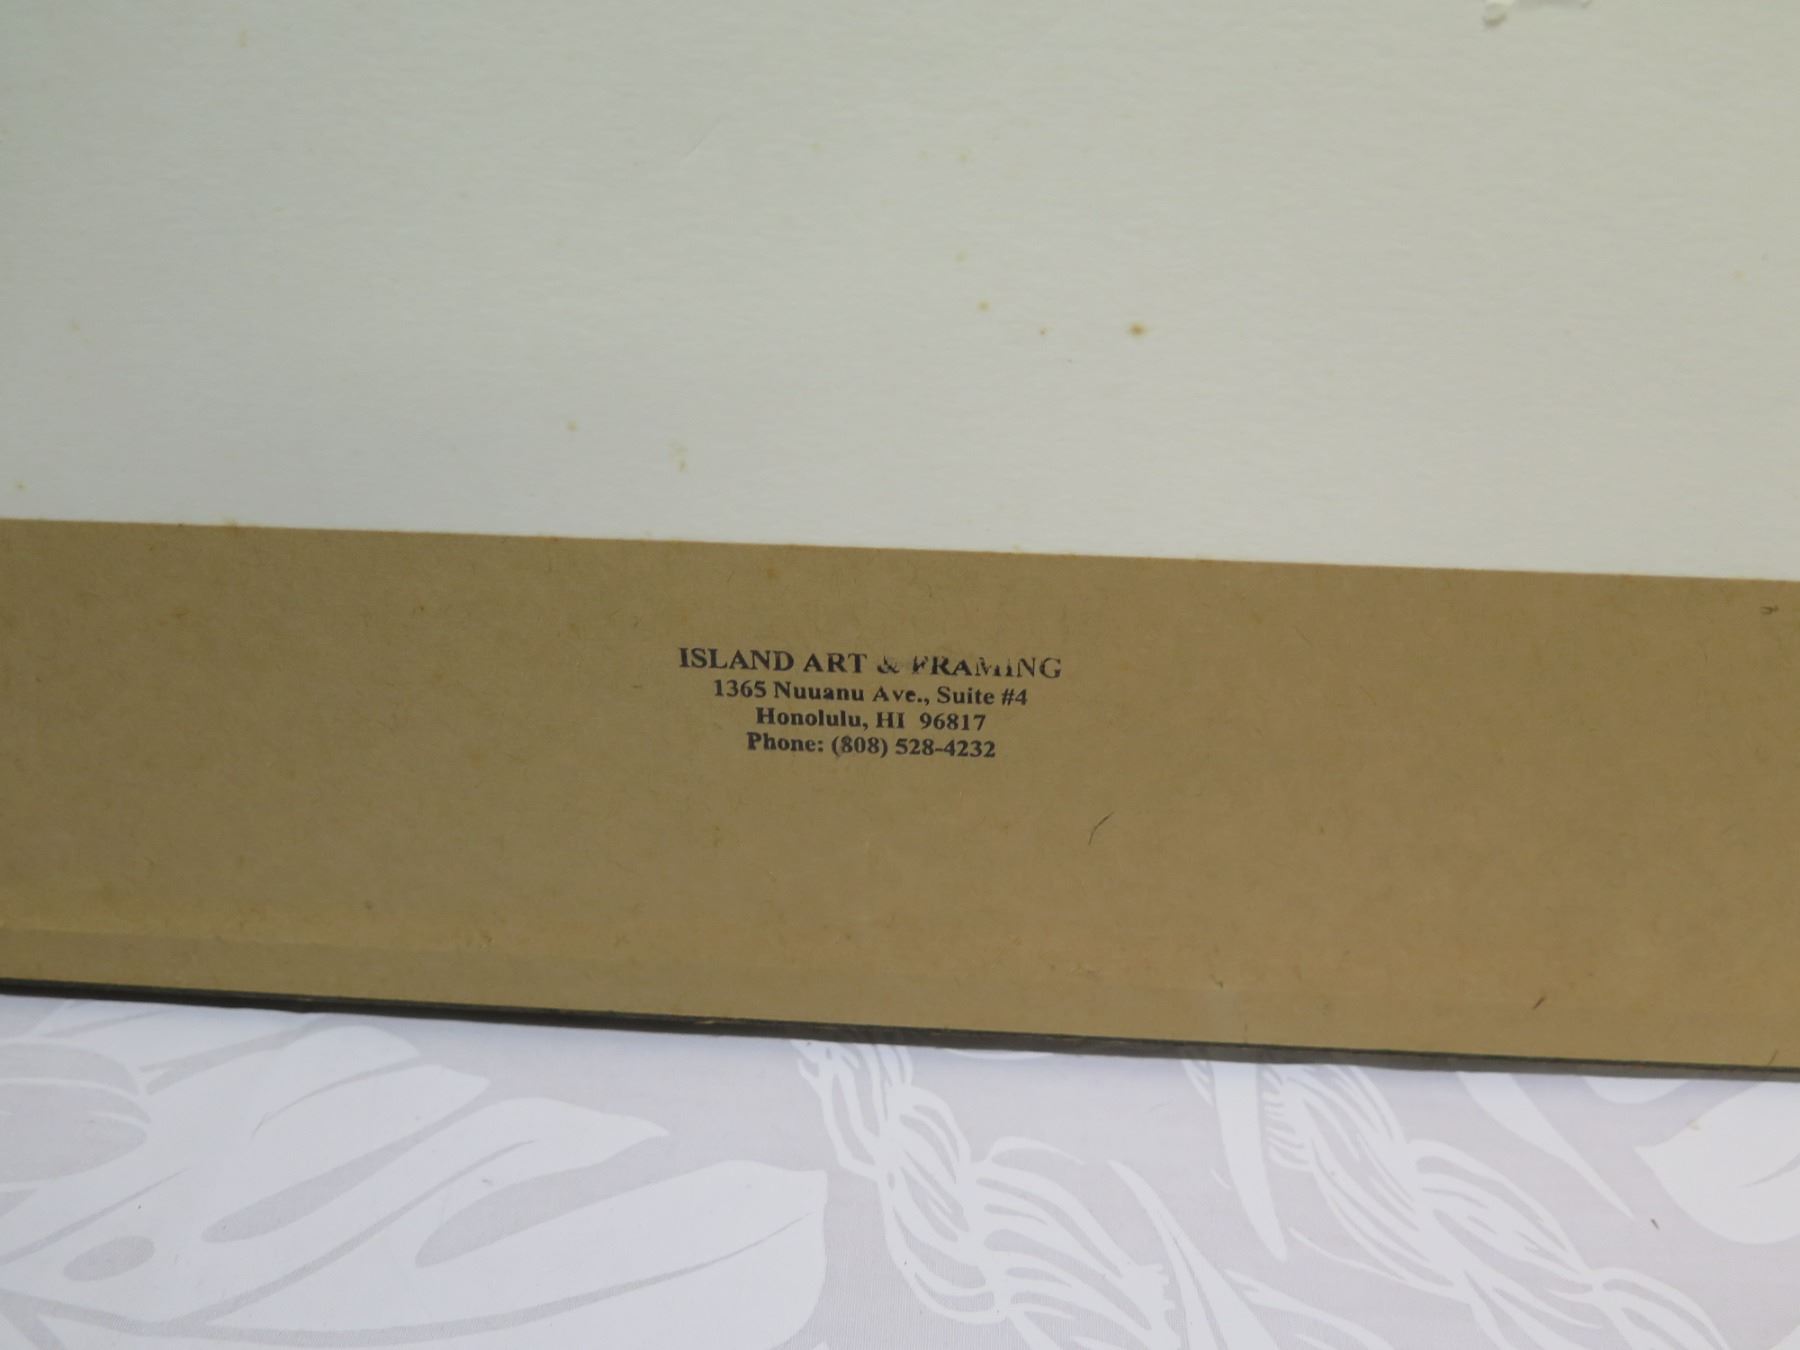 ISLAND ART & FRAMING
1365 Nuuanu Ave., Suite #4
Honolulu, HI 96817
Phone: (808) 528-4232